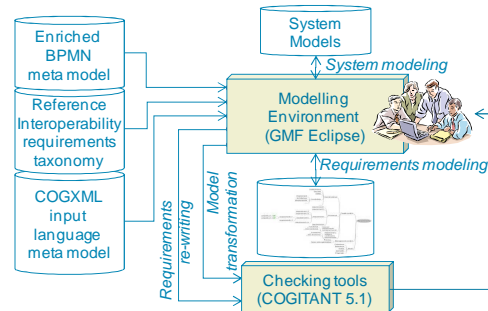 Enriched
BPMN
meta model
Reference
Interoperability
requirements
taxonomy
COGXML
input
language
meta model
System
Models
System modeling
Modelling
Environment
(GMF Eclipse)
Requirements modeling
Requirements
re-writing
Model
transformation
Checking tools
(COGITANT 5.1)